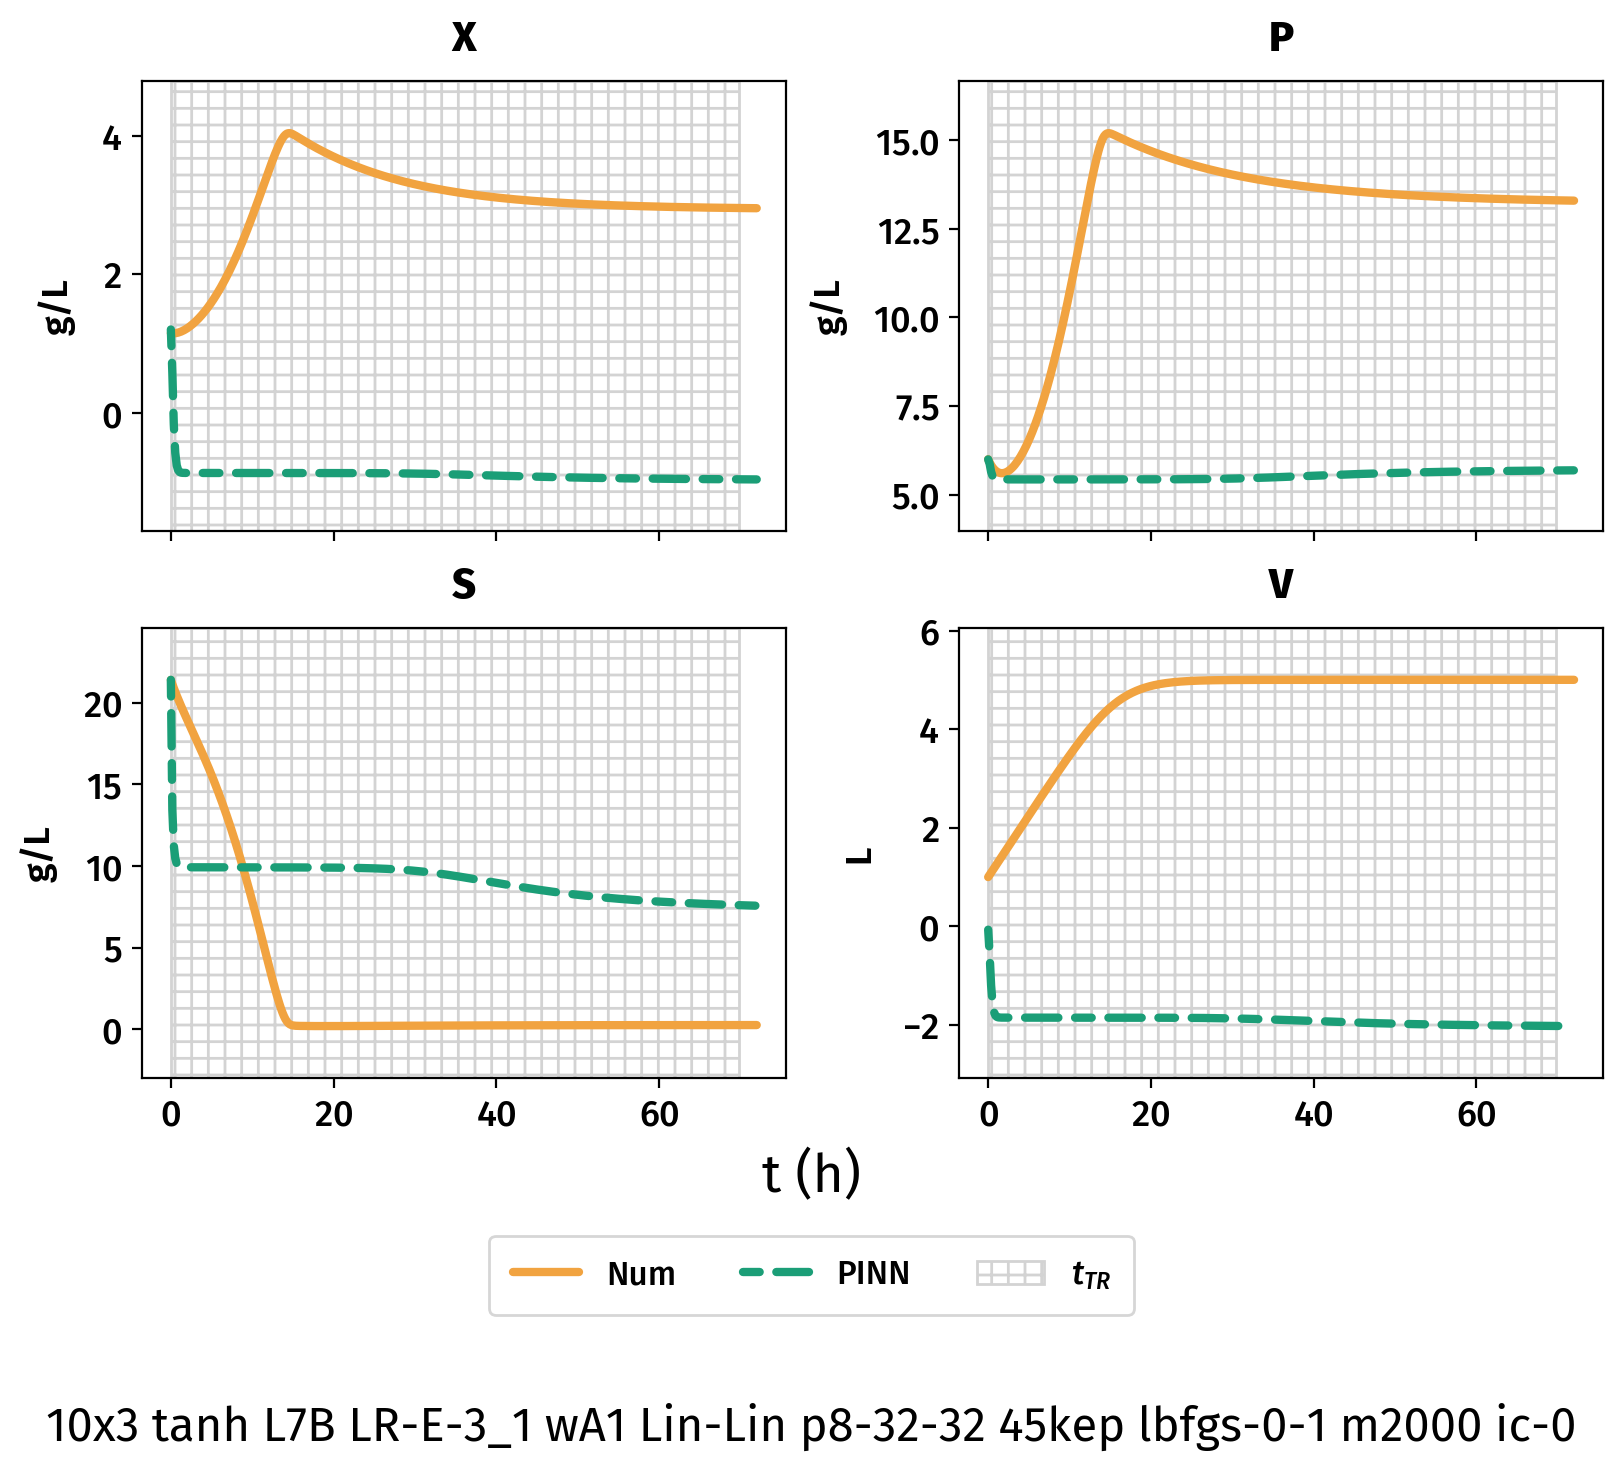 X
P
4
2
0
g/L
15.0
12.5
10.0
7.5
5.0
g/L
S
V
20
15
10
5
0
g/L
0
20
40
60
6
4
2
0
−2
L
0
20
40
60
t (h)
Num PINN t_TR
10x3 tanh L7B LR-E-3_1 wA1 Lin-Lin p8-32-32 45kep lbfgs-0-1 m2000 ic-0